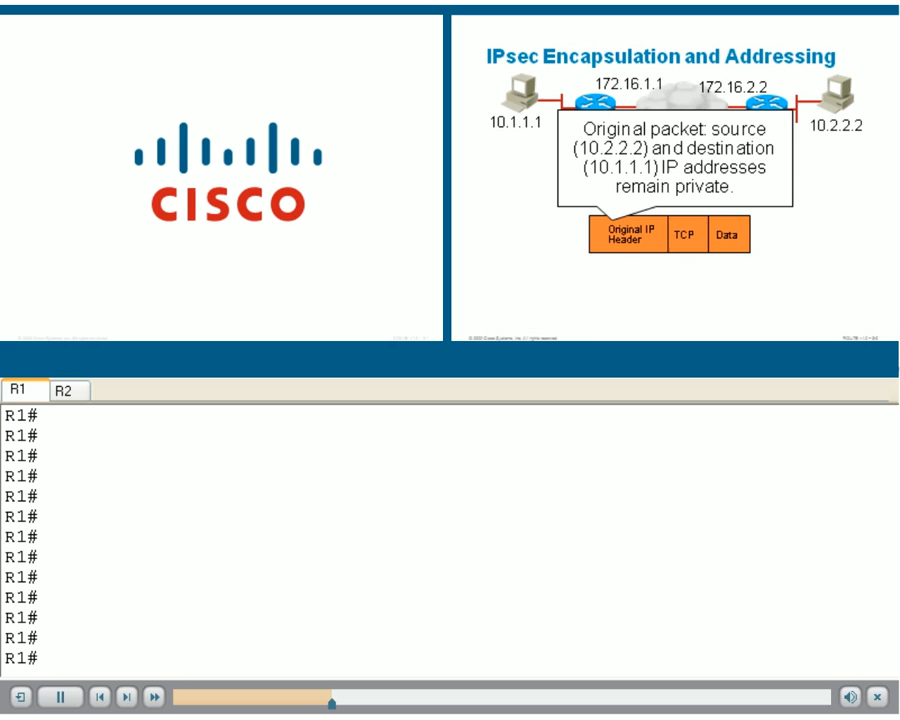 CISCO
IPsec Encapsulation and Addressing
172.16.1.1
172.16.2.2
10.1.1.1
10.2.2.2
Original packet: source
(10.2.2.2) and destination
(10.1.1.1) IP addresses
remain private.
Original IP
Header
TCP
Data
R1
R2
R1#
R1#
R1#
R1#
R1#
R1#
R1#
R1#
R1#
R1#
R1#
R1#
R1#